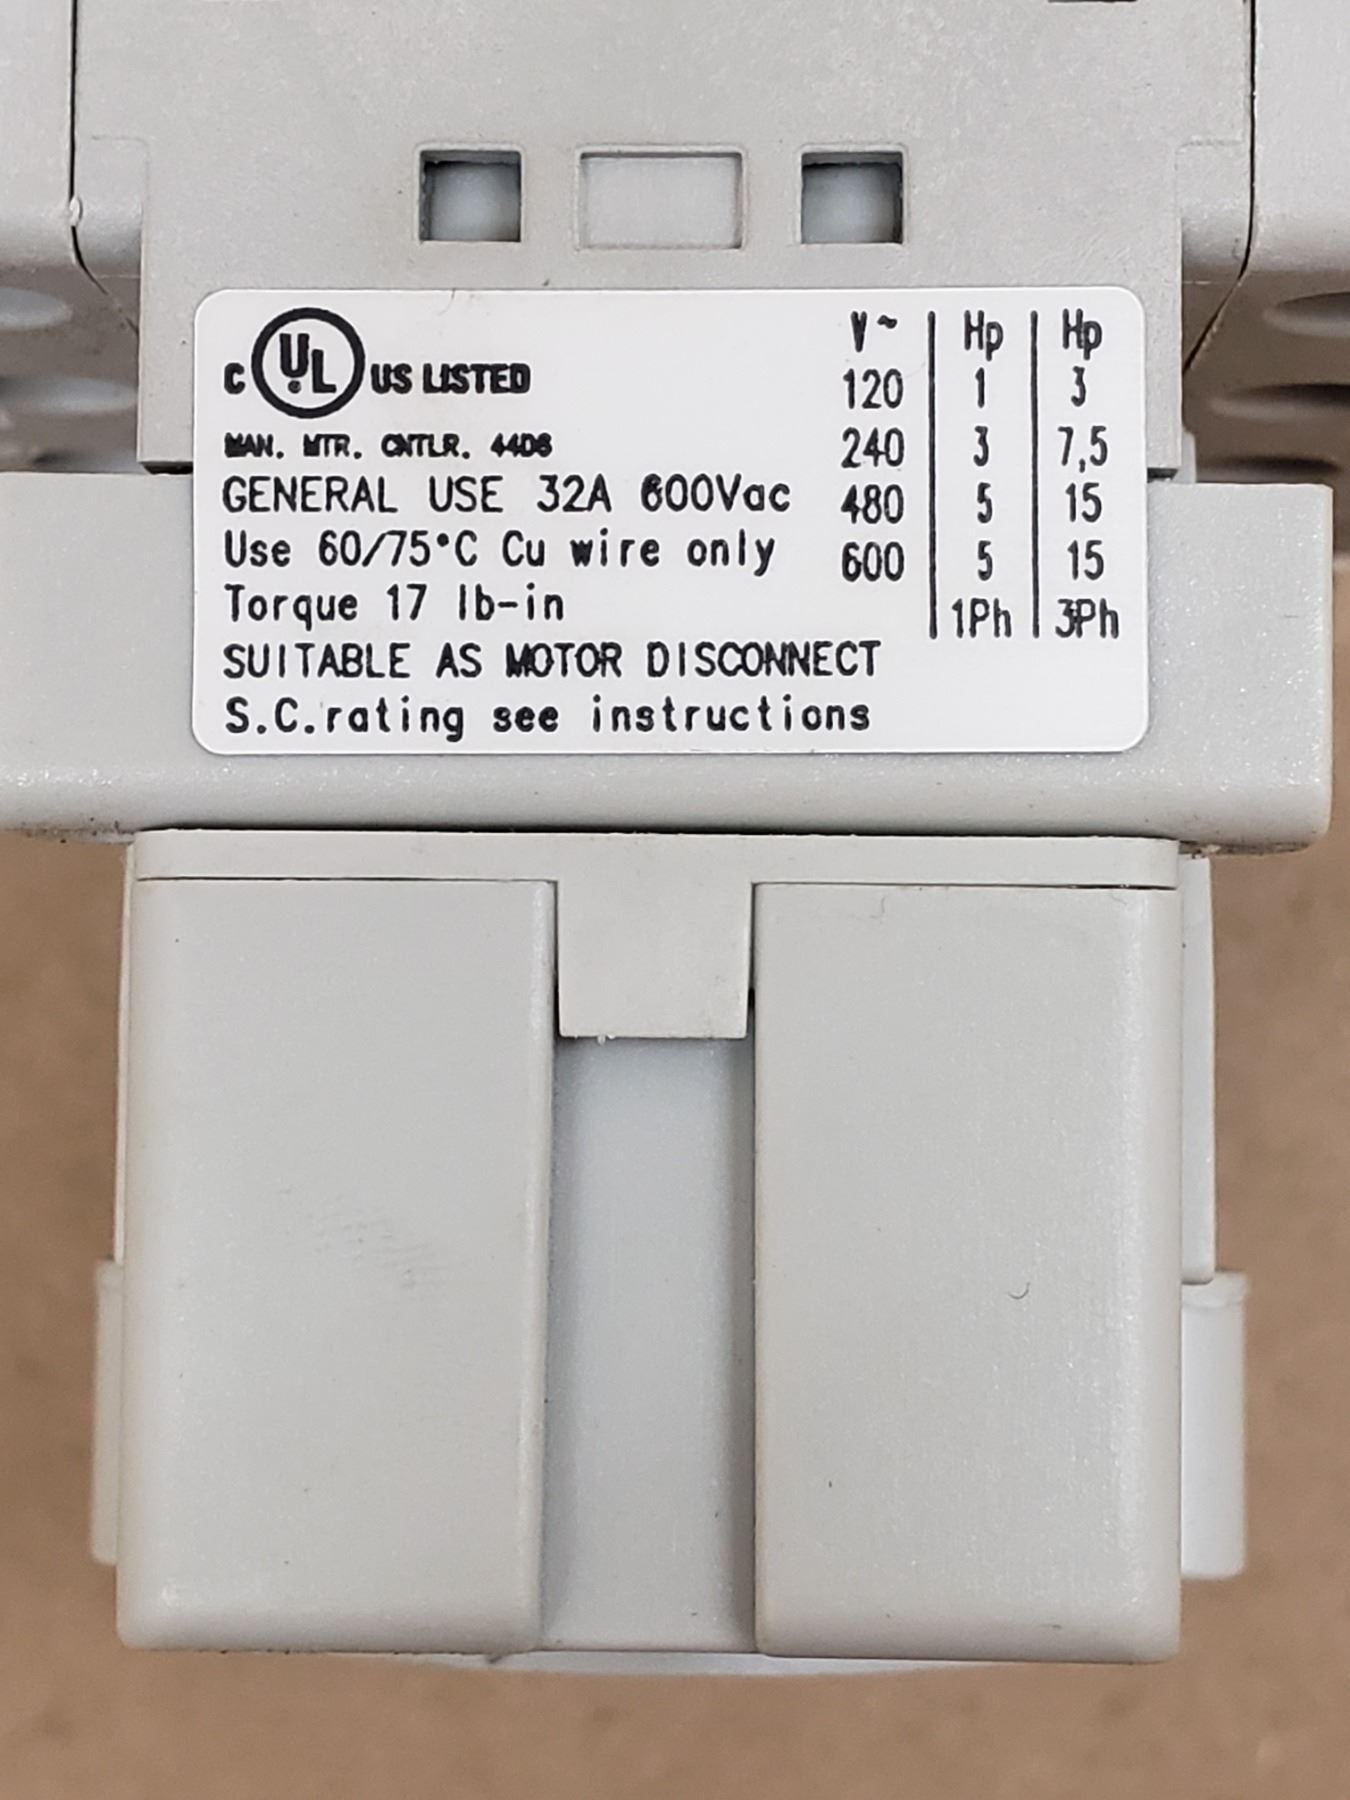 C UL® US LISTED
MAN. MTR. CNTLR. 44D6
GENERAL USE 32A 600Vac
Use 60/75°C Cu wire only
Torque 17 lb-in
SUITABLE AS MOTOR DISCONNECT
S.C.rating see instructions
V~ | Hp | Hp
120 | 1 | 3
240 | 3 | 7,5
480 | 5 | 15
600 | 5 | 15
| 1Ph | 3Ph